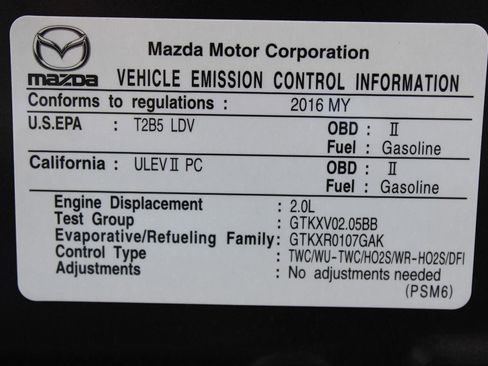 Mazda Motor Corporation
mazda VEHICLE EMISSION CONTROL INFORMATION
Conforms to regulations : 2016 MY
U.S.EPA : T2B5 LDV OBD : II
Fuel : Gasoline
California : ULEV II PC OBD : II
Fuel : Gasoline
Engine Displacement : 2.0L
Test Group : GTKXV02.05BB
Evaporative/Refueling Family: GTKXR0107GAK
Control Type : TWC/WU-TWC/HO2S/WR-HO2S/DFI
Adjustments : No adjustments needed
(PSM6)